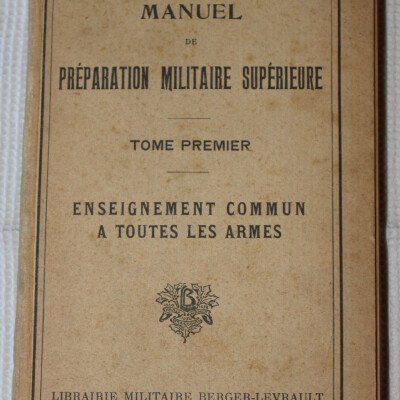 MANUEL
DE
PRÉPARATION MILITAIRE SUPÉRIEURE
TOME PREMIER
ENSEIGNEMENT COMMUN
A TOUTES LES ARMES
LIBRAIRIE MILITAIRE BERGER-LEVRAULT